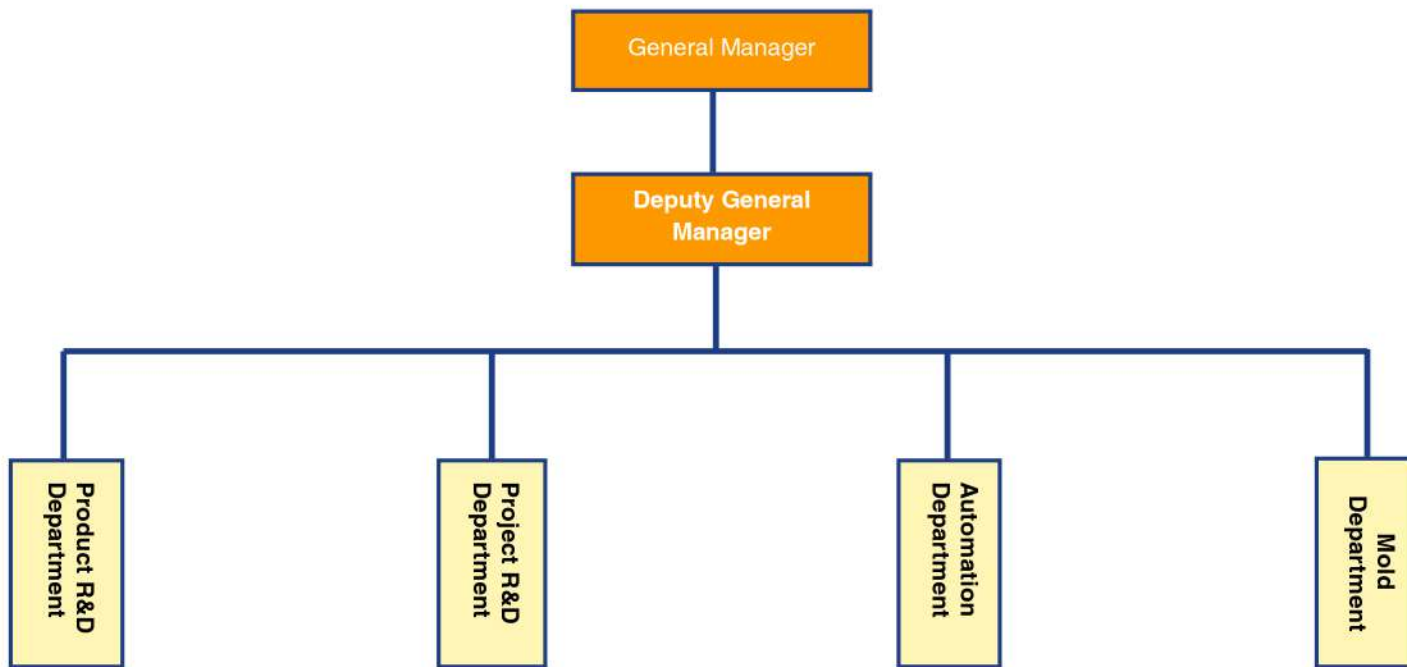 General Manager
Deputy General
Manager
Product R&D
Department
Project R&D
Department
Automation
Department
Mold
Department